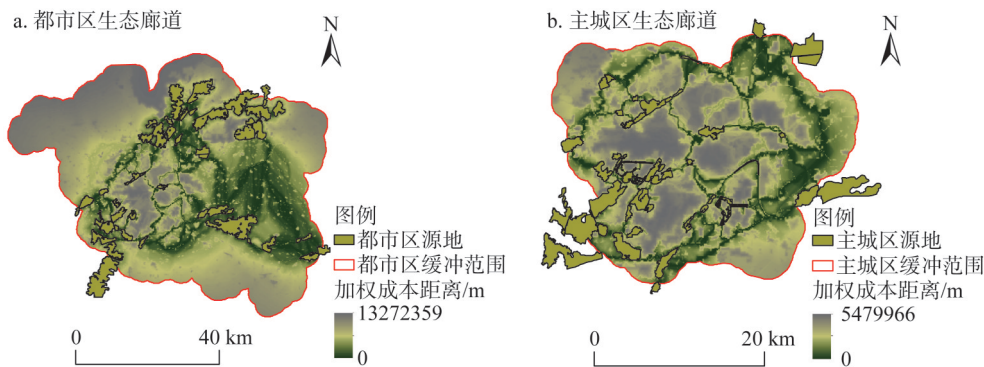 a. 都市区生态廊道
N
图例
都市区源地
都市区缓冲范围
加权成本距离/m
13272359
0
0 40 km
b. 主城区生态廊道
N
图例
主城区源地
主城区缓冲范围
加权成本距离/m
5479966
0
0 20 km